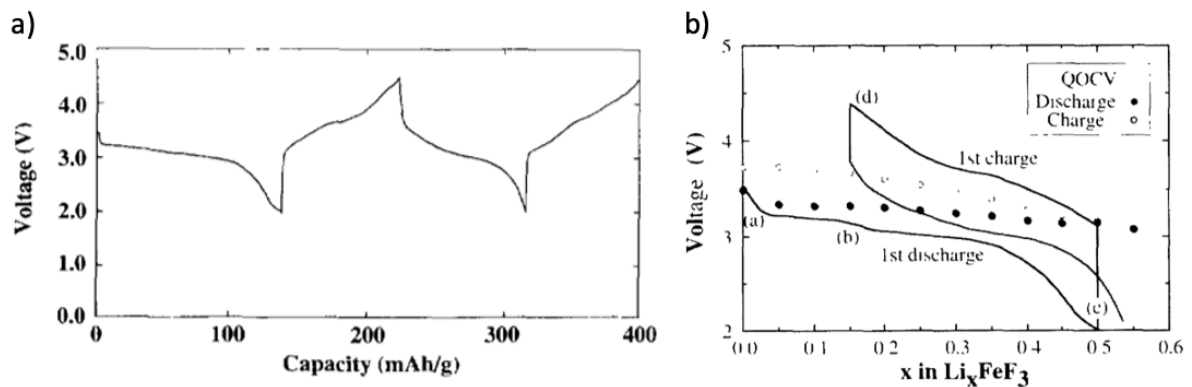 a)
5.0
4.0
3.0
2.0
1.0
0.0
Voltage (V)
0
100
200
300
400
Capacity (mAh/g)
b)
5
4
3
2
Voltage (V)
QOCV
Discharge
Charge
(d)
1st charge
(a)
(b)
1st discharge
(c)
0 0
0 1
0 2
0 3
0 4
0 5
0.6
x in LixFeF3